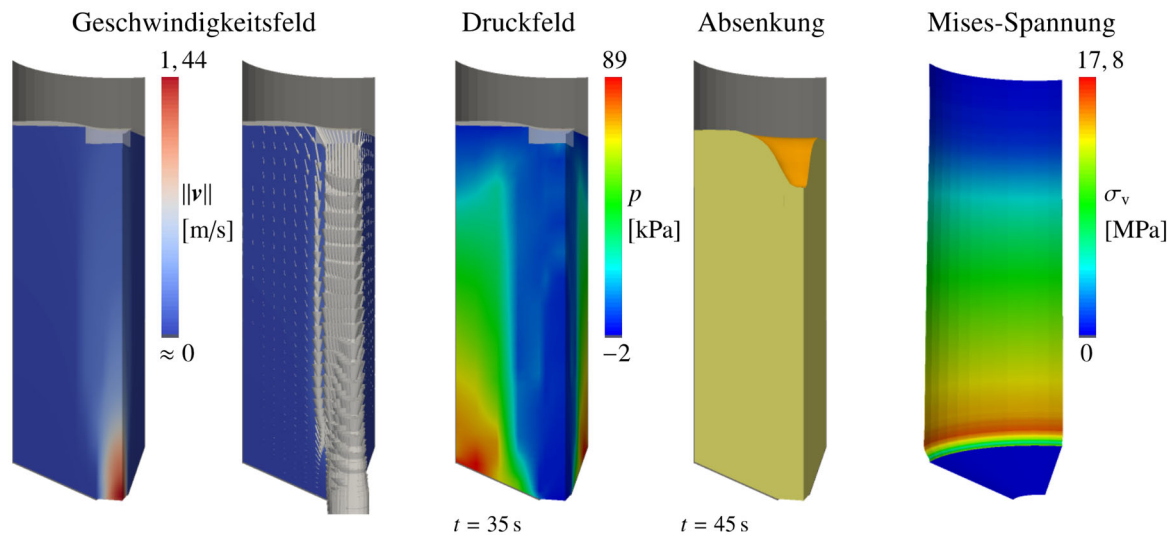 Geschwindigkeitsfeld
Druckfeld
Absenkung
Mises-Spannung
1, 44
||v||
[m/s]
≈ 0
89
p
[kPa]
−2
17, 8
σv
[MPa]
0
t = 35 s
t = 45 s